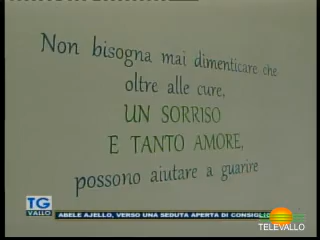 Non bisogna mai dimenticare che
oltre alle cure,
UN SORRISO
E TANTO AMORE,
possono aiutare a guarire
TG
VALLO
ABELE AJELLO, VERSO UNA SEDUTA APERTA DI CONSIGLIO
TELEVALLO